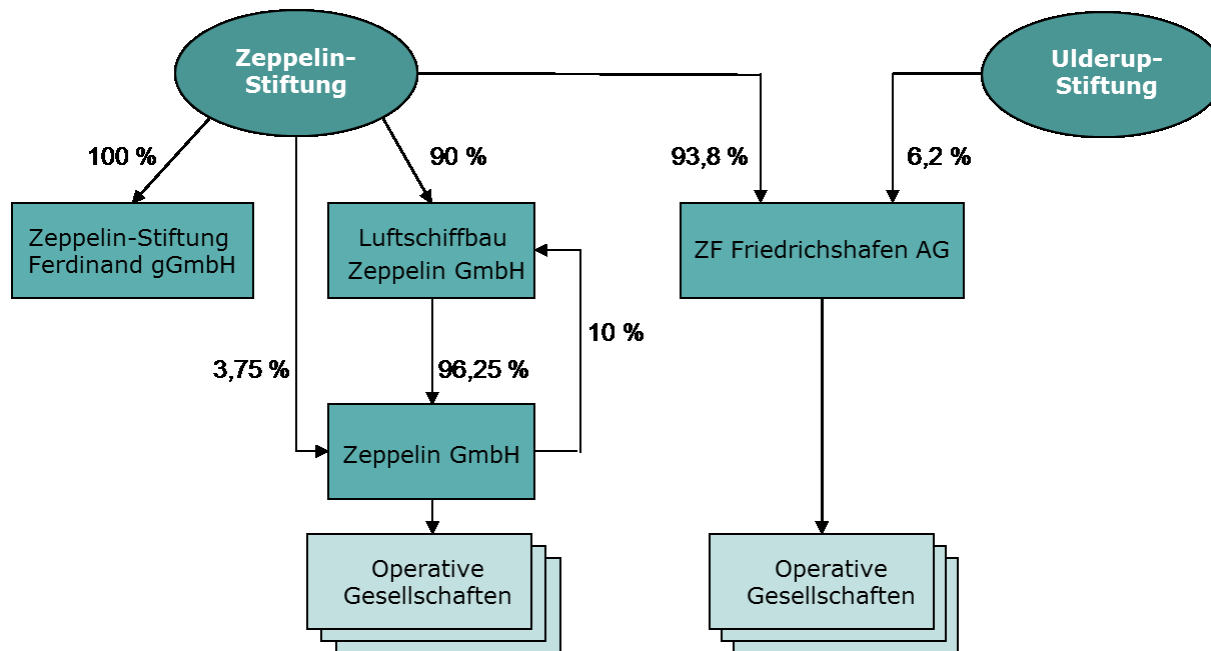 Zeppelin-
Stiftung
Ulderup-
Stiftung
100 %
90 %
93,8 %
6,2 %
Zeppelin-Stiftung
Ferdinand gGmbH
Luftschiffbau
Zeppelin GmbH
ZF Friedrichshafen AG
10 %
3,75 %
96,25 %
Zeppelin GmbH
Operative
Gesellschaften
Operative
Gesellschaften